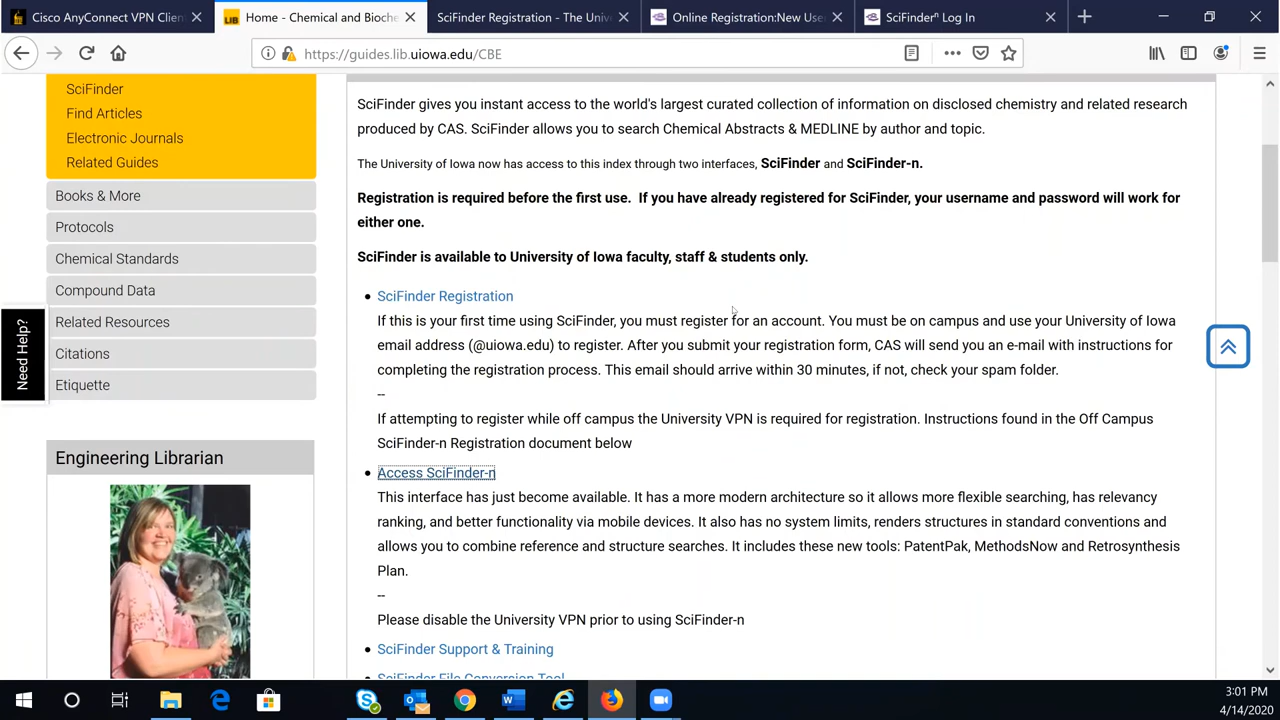 Cisco AnyConnect VPN Clien
LIB Home - Chemical and Bioche
SciFinder Registration - The Univ
Online Registration:New Use
SciFinderⁿ Log In
https://guides.lib.uiowa.edu/CBE
SciFinder
Find Articles
Electronic Journals
Related Guides
Books & More
Protocols
Chemical Standards
Compound Data
Related Resources
Citations
Etiquette
Need Help?
Engineering Librarian
SciFinder gives you instant access to the world's largest curated collection of information on disclosed chemistry and related research
produced by CAS. SciFinder allows you to search Chemical Abstracts & MEDLINE by author and topic.
The University of Iowa now has access to this index through two interfaces, SciFinder and SciFinder-n.
Registration is required before the first use. If you have already registered for SciFinder, your username and password will work for
either one.
SciFinder is available to University of Iowa faculty, staff & students only.
• SciFinder Registration
If this is your first time using SciFinder, you must register for an account. You must be on campus and use your University of Iowa
email address (@uiowa.edu) to register. After you submit your registration form, CAS will send you an e-mail with instructions for
completing the registration process. This email should arrive within 30 minutes, if not, check your spam folder.
--
If attempting to register while off campus the University VPN is required for registration. Instructions found in the Off Campus
SciFinder-n Registration document below
• Access SciFinder-n
This interface has just become available. It has a more modern architecture so it allows more flexible searching, has relevancy
ranking, and better functionality via mobile devices. It also has no system limits, renders structures in standard conventions and
allows you to combine reference and structure searches. It includes these new tools: PatentPak, MethodsNow and Retrosynthesis
Plan.
--
Please disable the University VPN prior to using SciFinder-n
• SciFinder Support & Training
SciFinder File Conversion Tool
3:01 PM
4/14/2020